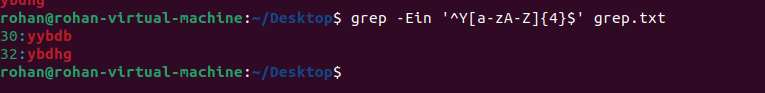 ybdhg
rohan@rohan-virtual-machine:~/Desktop$ grep -Ein '^Y[a-zA-Z]{4}$' grep.txt
30:yybdb
32:ybdhg
rohan@rohan-virtual-machine:~/Desktop$